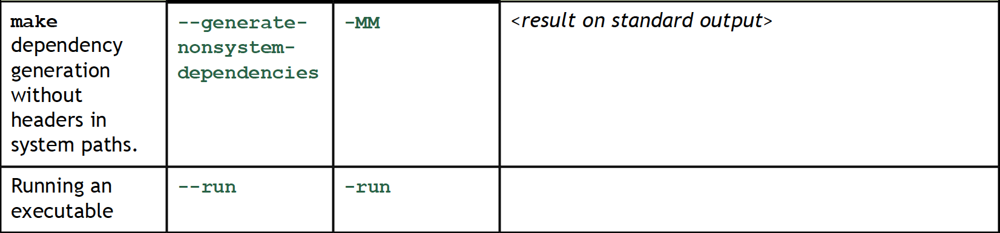 make
dependency
generation
without
headers in
system paths.
--generate-
nonsystem-
dependencies
-MM
<result on standard output>
Running an
executable
--run
-run